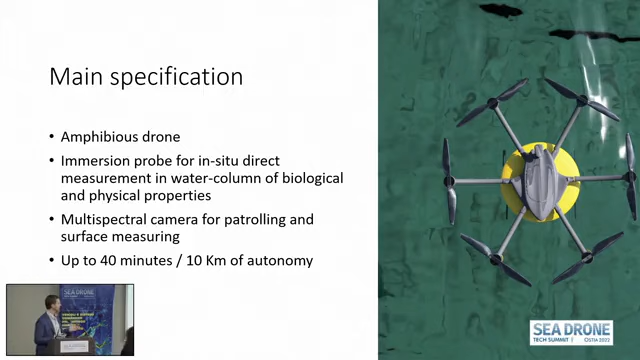 Main specification
• Amphibious drone
• Immersion probe for in-situ direct
measurement in water-column of biological
and physical properties
• Multispectral camera for patrolling and
surface measuring
• Up to 40 minutes / 10 Km of autonomy
SEA DRONE
SEA DRONE
TECH SUMMIT
OSTIA 2022